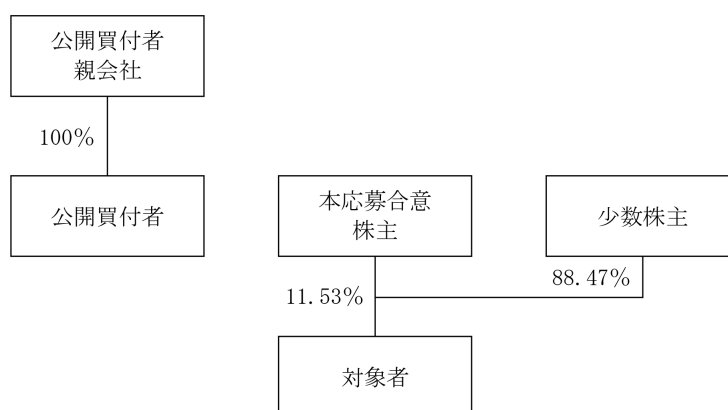 公開買付者
親会社
100%
公開買付者
本応募合意
株主
少数株主
11.53%
88.47%
対象者